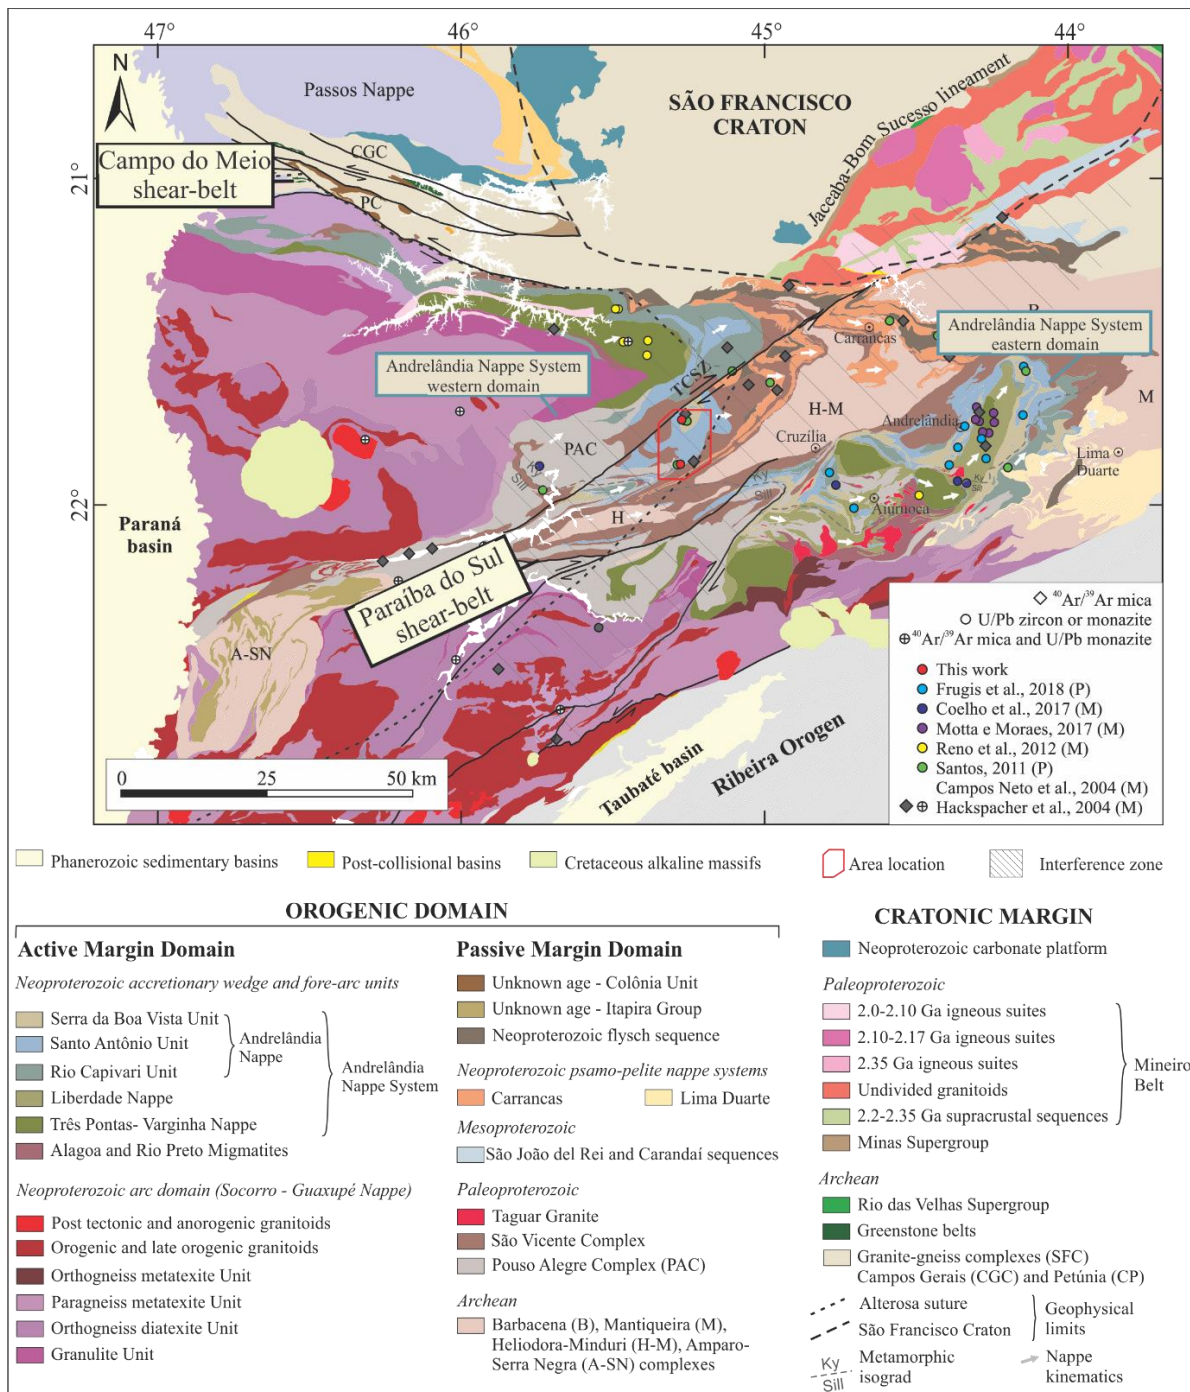 47°
46°
45°
44°
N
Passos Nappe
SÃO FRANCISCO
CRATON
Jaceaba-Bom Sucesso lineament
CGC
21°
Campo do Meio
shear-belt
PC
Andrelândia Nappe System
eastern domain
Carrancas
Andrelândia Nappe System
western domain
TCSZ
H-M
M
Andrelândia
Cruzília
PAC
Lima
Duarte
Ky
Sill
Ky
Sill
Ky
Sill
22°
H
Aiuruoca
Paraná
basin
Paraíba do Sul
shear-belt
A-SN
Taubaté basin
Ribeira Orogen
0 25 50 km
⁴⁰Ar/³⁹Ar mica
U/Pb zircon or monazite
⁴⁰Ar/³⁹Ar mica and U/Pb monazite
This work
Frugis et al., 2018 (P)
Coelho et al., 2017 (M)
Motta e Moraes, 2017 (M)
Reno et al., 2012 (M)
Santos, 2011 (P)
Campos Neto et al., 2004 (M)
Hackspacher et al., 2004 (M)
Phanerozoic sedimentary basins
Post-collisional basins
Cretaceous alkaline massifs
Area location
Interference zone
OROGENIC DOMAIN
Active Margin Domain
Neoproterozoic accretionary wedge and fore-arc units
Serra da Boa Vista Unit
Santo Antônio Unit
Rio Capivari Unit
Andrelândia
Nappe
Liberdade Nappe
Três Pontas- Varginha Nappe
Andrelândia
Nappe System
Alagoa and Rio Preto Migmatites
Neoproterozoic arc domain (Socorro - Guaxupé Nappe)
Post tectonic and anorogenic granitoids
Orogenic and late orogenic granitoids
Orthogneiss metatexite Unit
Paragneiss metatexite Unit
Orthogneiss diatexite Unit
Granulite Unit
Passive Margin Domain
Unknown age - Colônia Unit
Unknown age - Itapira Group
Neoproterozoic flysch sequence
Neoproterozoic psamo-pelite nappe systems
Carrancas
Lima Duarte
Mesoproterozoic
São João del Rei and Carandaí sequences
Paleoproterozoic
Taguar Granite
São Vicente Complex
Pouso Alegre Complex (PAC)
Archean
Barbacena (B), Mantiqueira (M),
Heliodora-Minduri (H-M), Amparo-
Serra Negra (A-SN) complexes
CRATONIC MARGIN
Neoproterozoic carbonate platform
Paleoproterozoic
2.0-2.10 Ga igneous suites
2.10-2.17 Ga igneous suites
2.35 Ga igneous suites
Undivided granitoids
2.2-2.35 Ga supracrustal sequences
Mineiro
Belt
Minas Supergroup
Archean
Rio das Velhas Supergroup
Greenstone belts
Granite-gneiss complexes (SFC)
Campos Gerais (CGC) and Petúnia (CP)
Alterosa suture
São Francisco Craton
Geophysical
limits
Ky
Sill
Metamorphic
isograd
Nappe
kinematics